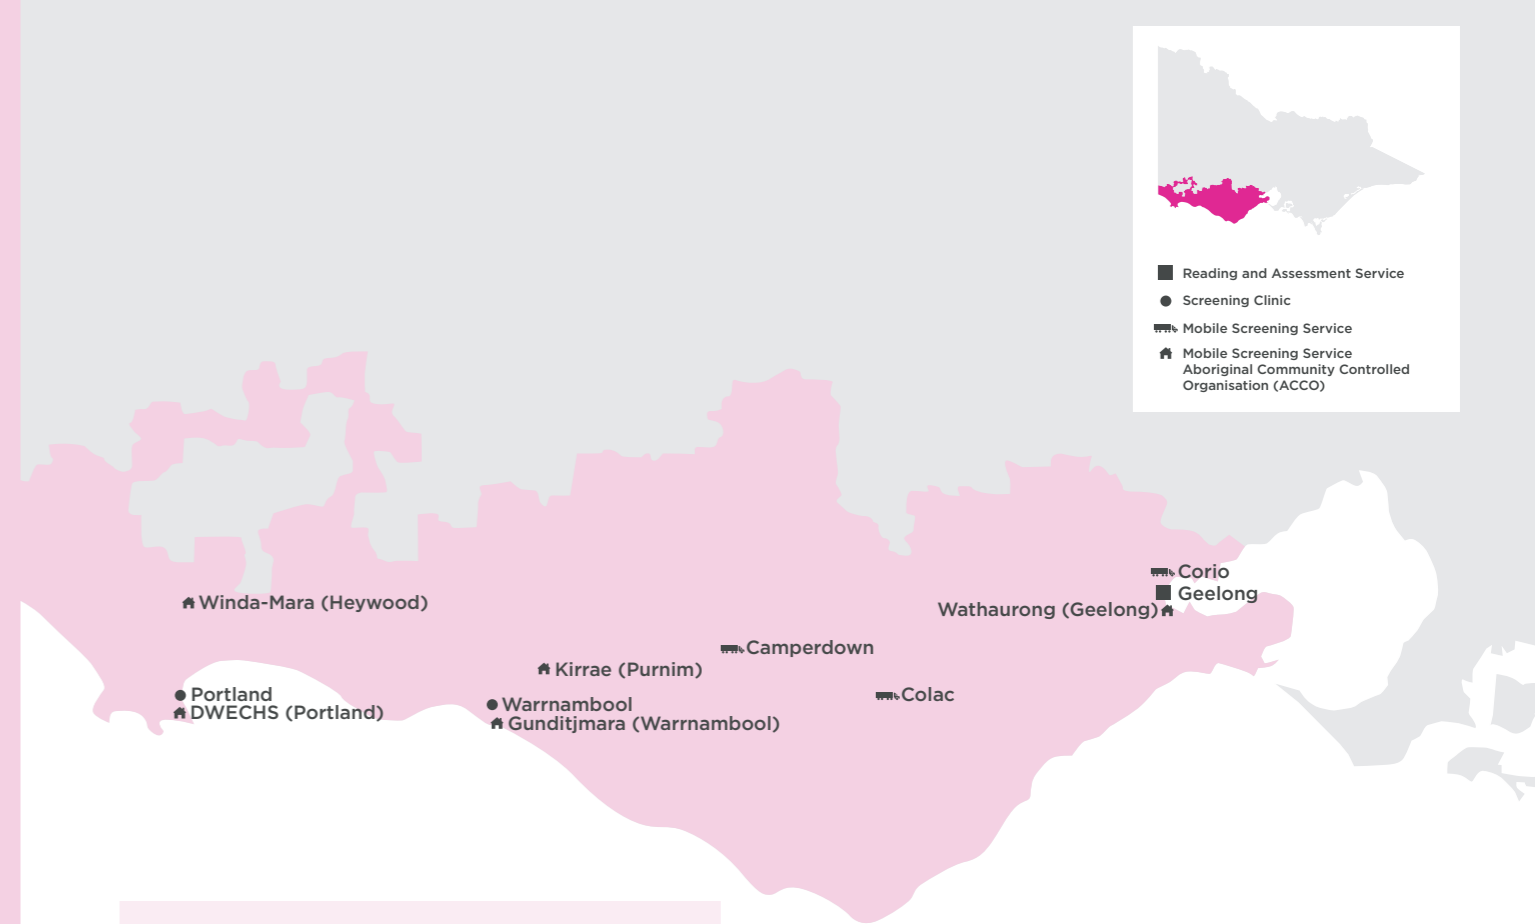 Reading and Assessment Service
Screening Clinic
Mobile Screening Service
Mobile Screening Service
Aboriginal Community Controlled
Organisation (ACCO)
Corio
Geelong
Wathaurong (Geelong)
Winda-Mara (Heywood)
Camperdown
Kirrae (Purnim)
Portland
DWECHS (Portland)
Colac
Warrnambool
Gunditjmara (Warrnambool)